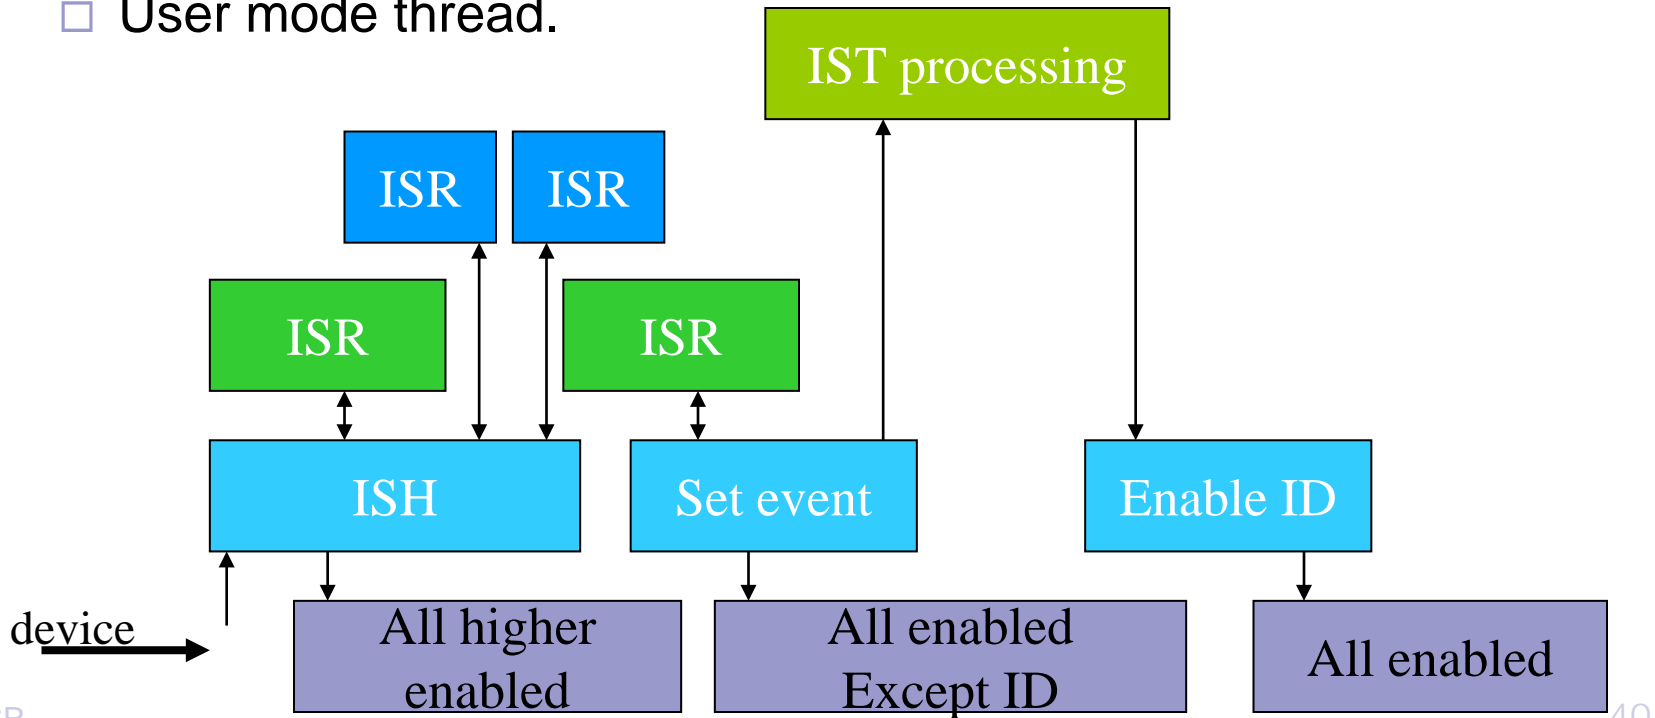 User mode thread.
IST processing
ISR ISR
ISR ISR
ISH Set event Enable ID
device
All higher
enabled
All enabled
Except ID
All enabled
40